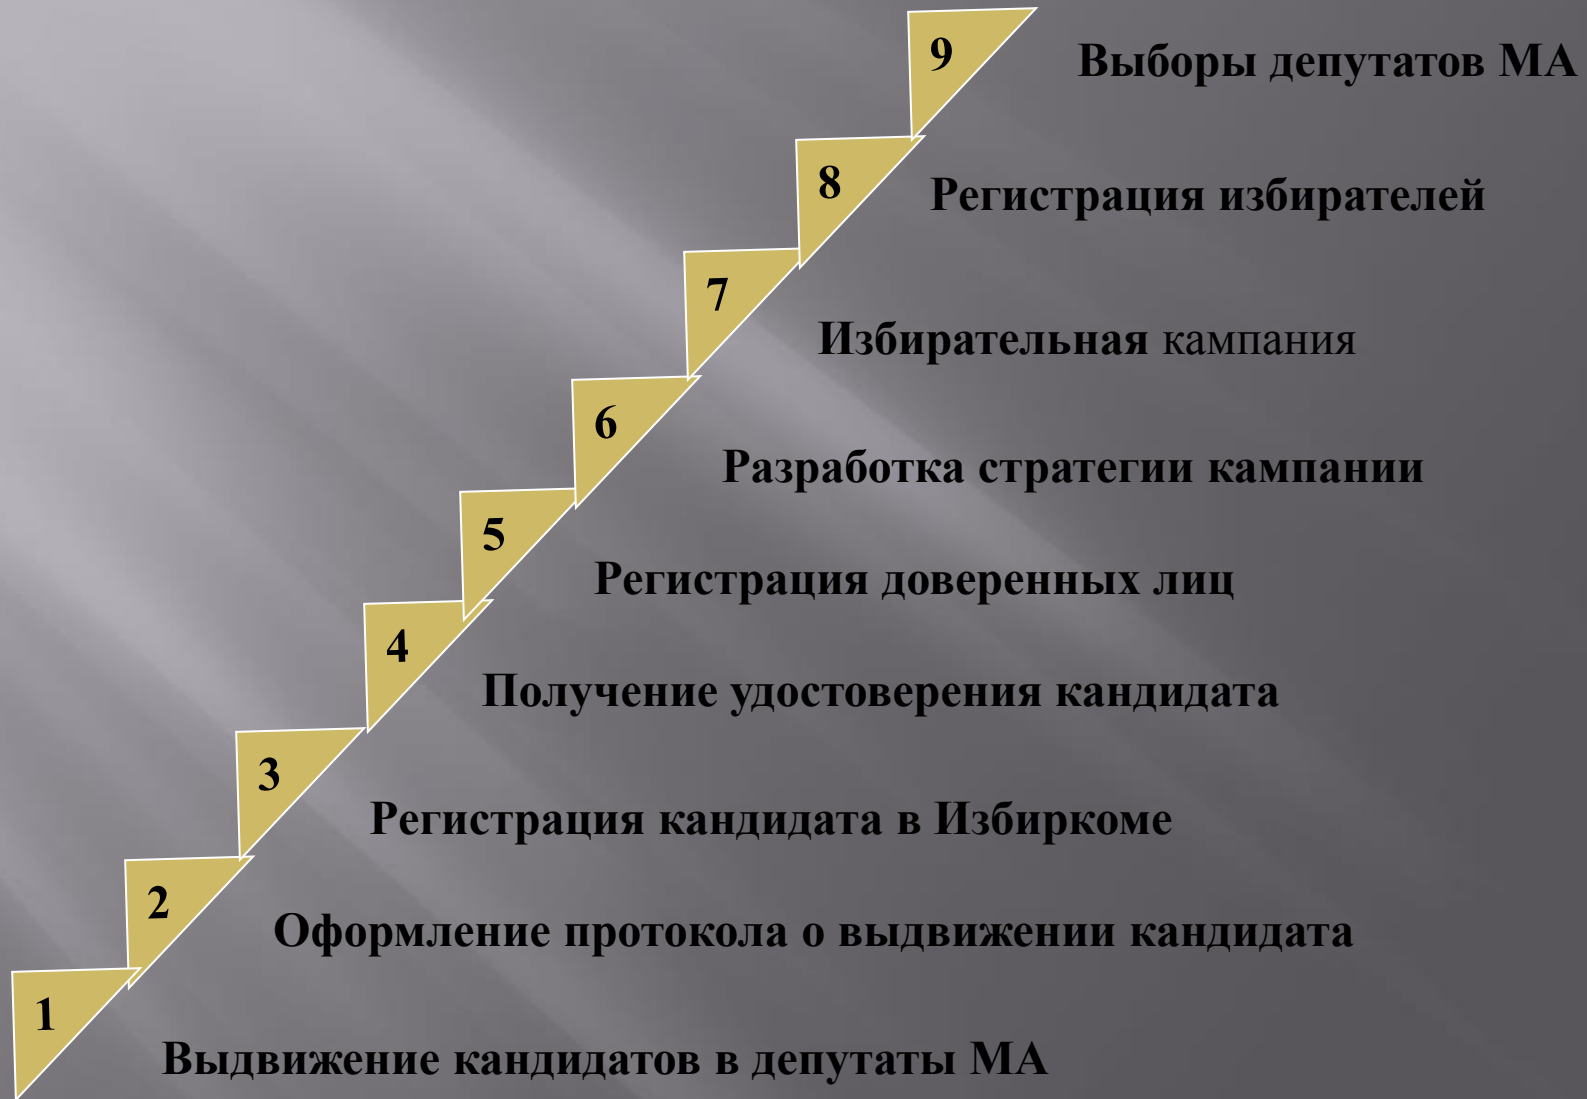 9
Выборы депутатов МА
8
Регистрация избирателей
7
Избирательная кампания
6
Разработка стратегии кампании
5
Регистрация доверенных лиц
4
Получение удостоверения кандидата
3
Регистрация кандидата в Избиркоме
2
Оформление протокола о выдвижении кандидата
1
Выдвижение кандидатов в депутаты МА